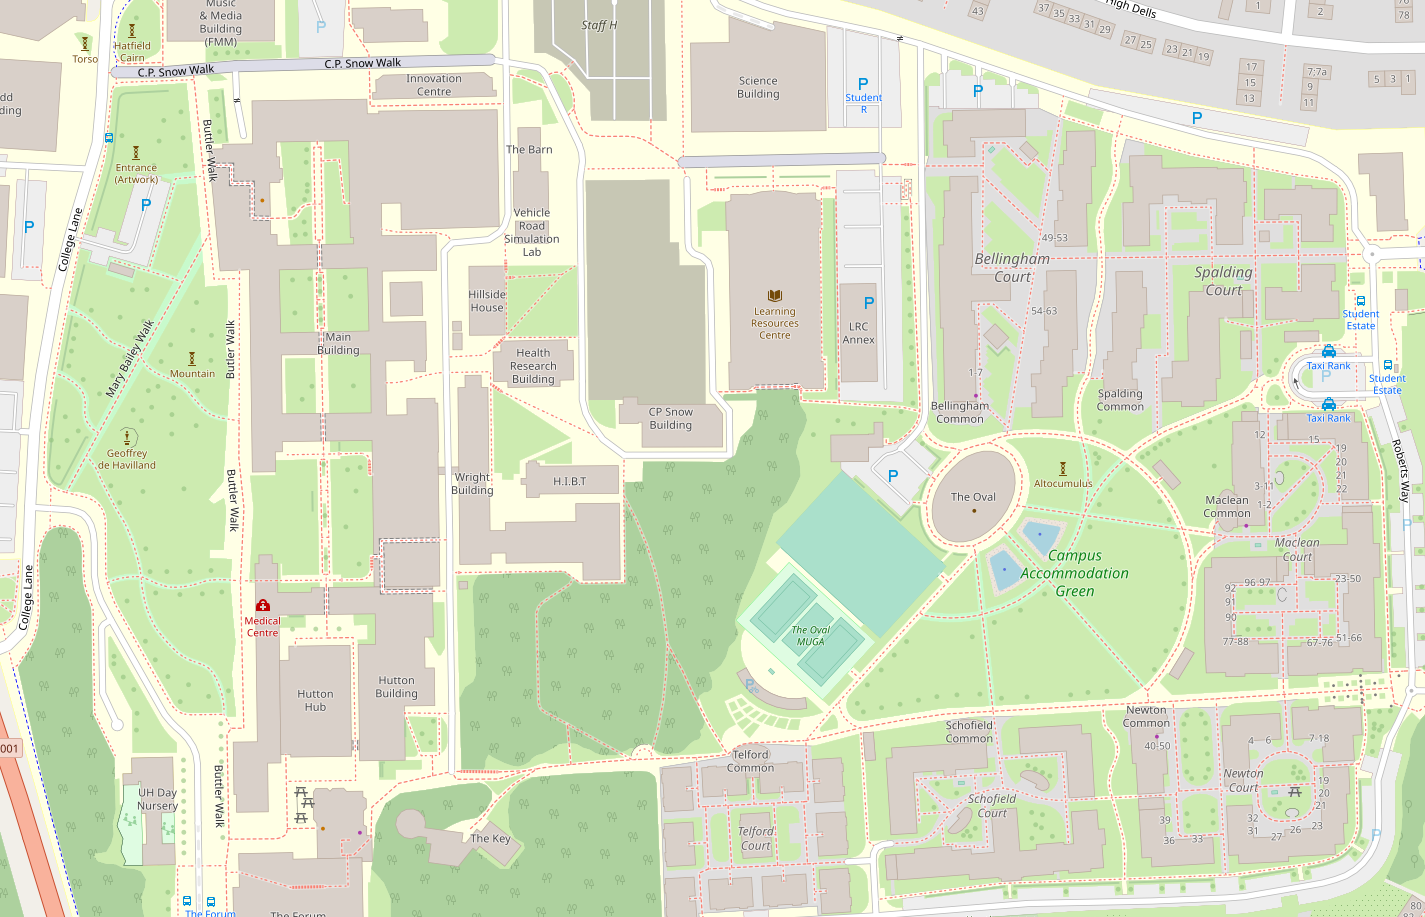 High Dells
Music
& Media
Building
(FMM)
Staff H
43
37
35
33
31
29
27
25
23
21
19
1
2
76
78
Torso
Hatfield
Cairn
C.P. Snow Walk
C.P. Snow Walk
Innovation
Centre
Science
Building
P
P
Student
R
P
P
17
15
13
7;7a
9
11
5
3
1
Buttler Walk
The Barn
Entrance
(Artwork)
P
P
College Lane
Vehicle
Road
Simulation
Lab
49-53
Bellingham
Court
Spalding
Court
Hillside
House
Learning
Resources
Centre
P
LRC
Annex
54-63
Student
Estate
Butler Walk
Main
Building
Mary Bailey Walk
Mountain
Health
Research
Building
1-7
Taxi Rank
P
Student
Estate
Taxi Rank
Bellingham
Common
Spalding
Common
CP Snow
Building
Geoffrey
de Havilland
12
15
19
20
21
22
Roberts Way
Wright
Building
H.I.B.T
P
The Oval
Altocumulus
3-11
1-2
Maclean
Common
Buttler Walk
P
Campus
Accommodation
Green
Maclean
Court
College Lane
96-97
92
91
90
23-50
Medical
Centre
The Oval
MUGA
77-88
67-76
51-66
Hutton
Hub
Hutton
Building
P
Schofield
Common
Newton
Common
40-50
4
6
7-18
001
Telford
Common
Newton
Court
Buttler Walk
UH Day
Nursery
Schofield
Court
19
20
21
The Key
Telford
Court
39
36
33
32
31
27
26
23
P
The Forum
The Forum
80